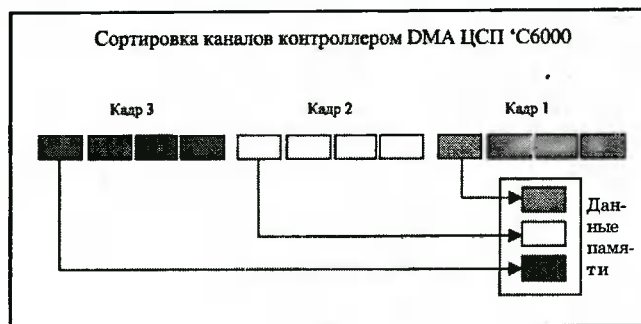 Сортировка каналов контроллером DMA ЦСП 'C6000
Кадр 3
Кадр 2
Кадр 1
Дан-
ные
памя-
ти